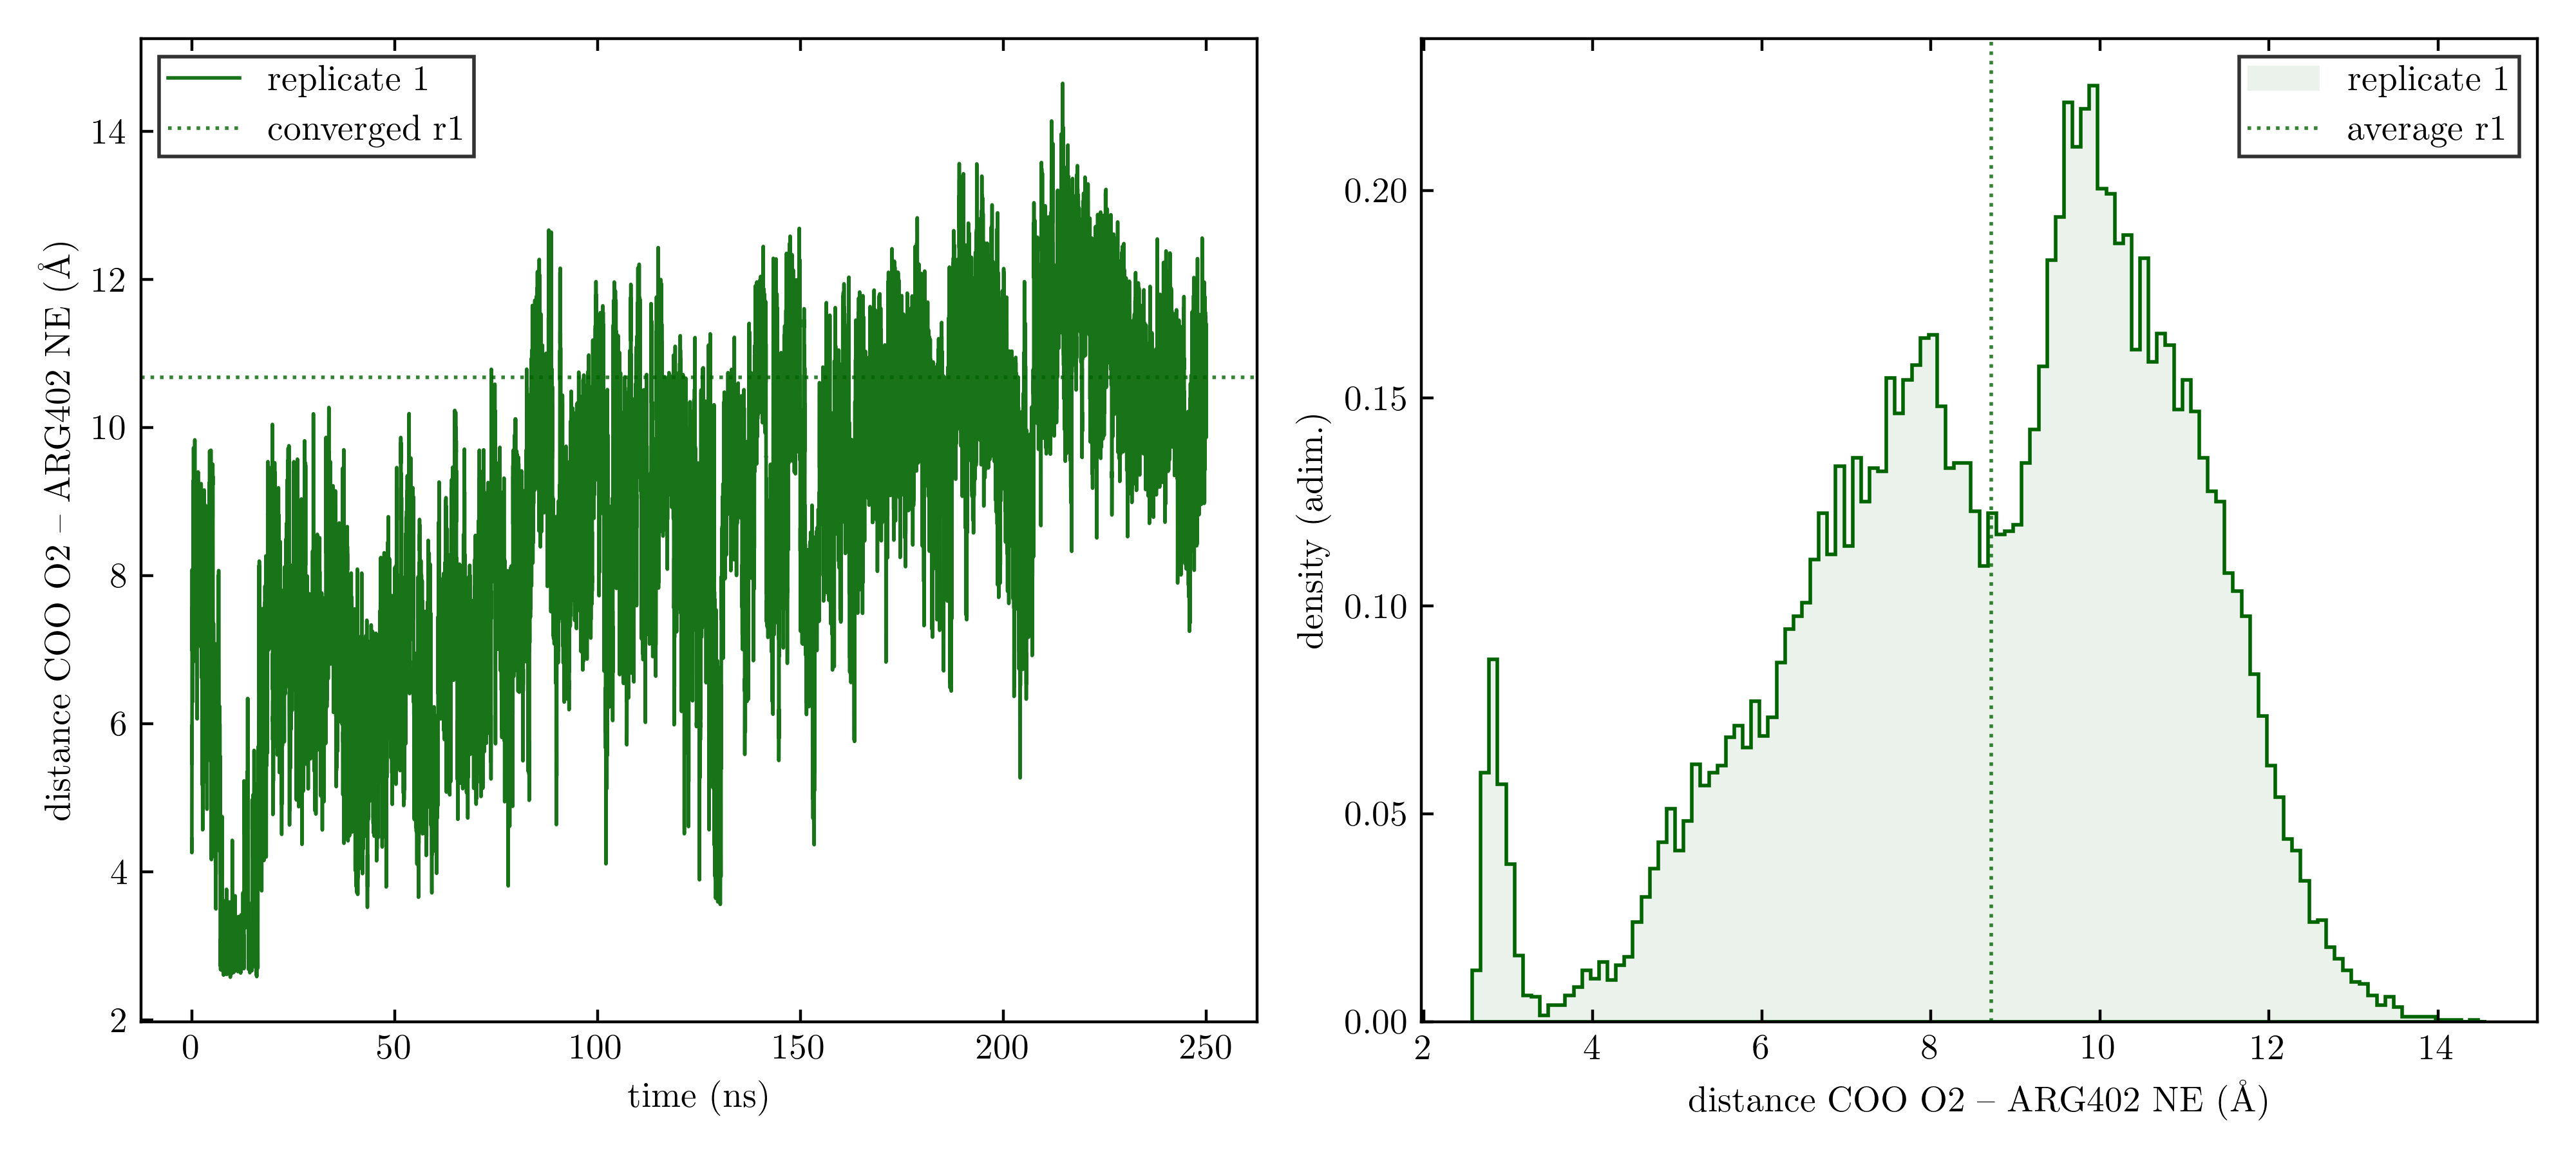 replicate 1
converged r1
14
12
10
8
6
4
2
0 50 100 150 200 250
time (ns)
distance COO O2 – ARG402 NE (Å)
replicate 1
average r1
0.20
0.15
0.10
0.05
0.00
2 4 6 8 10 12 14
distance COO O2 – ARG402 NE (Å)
density (adim.)